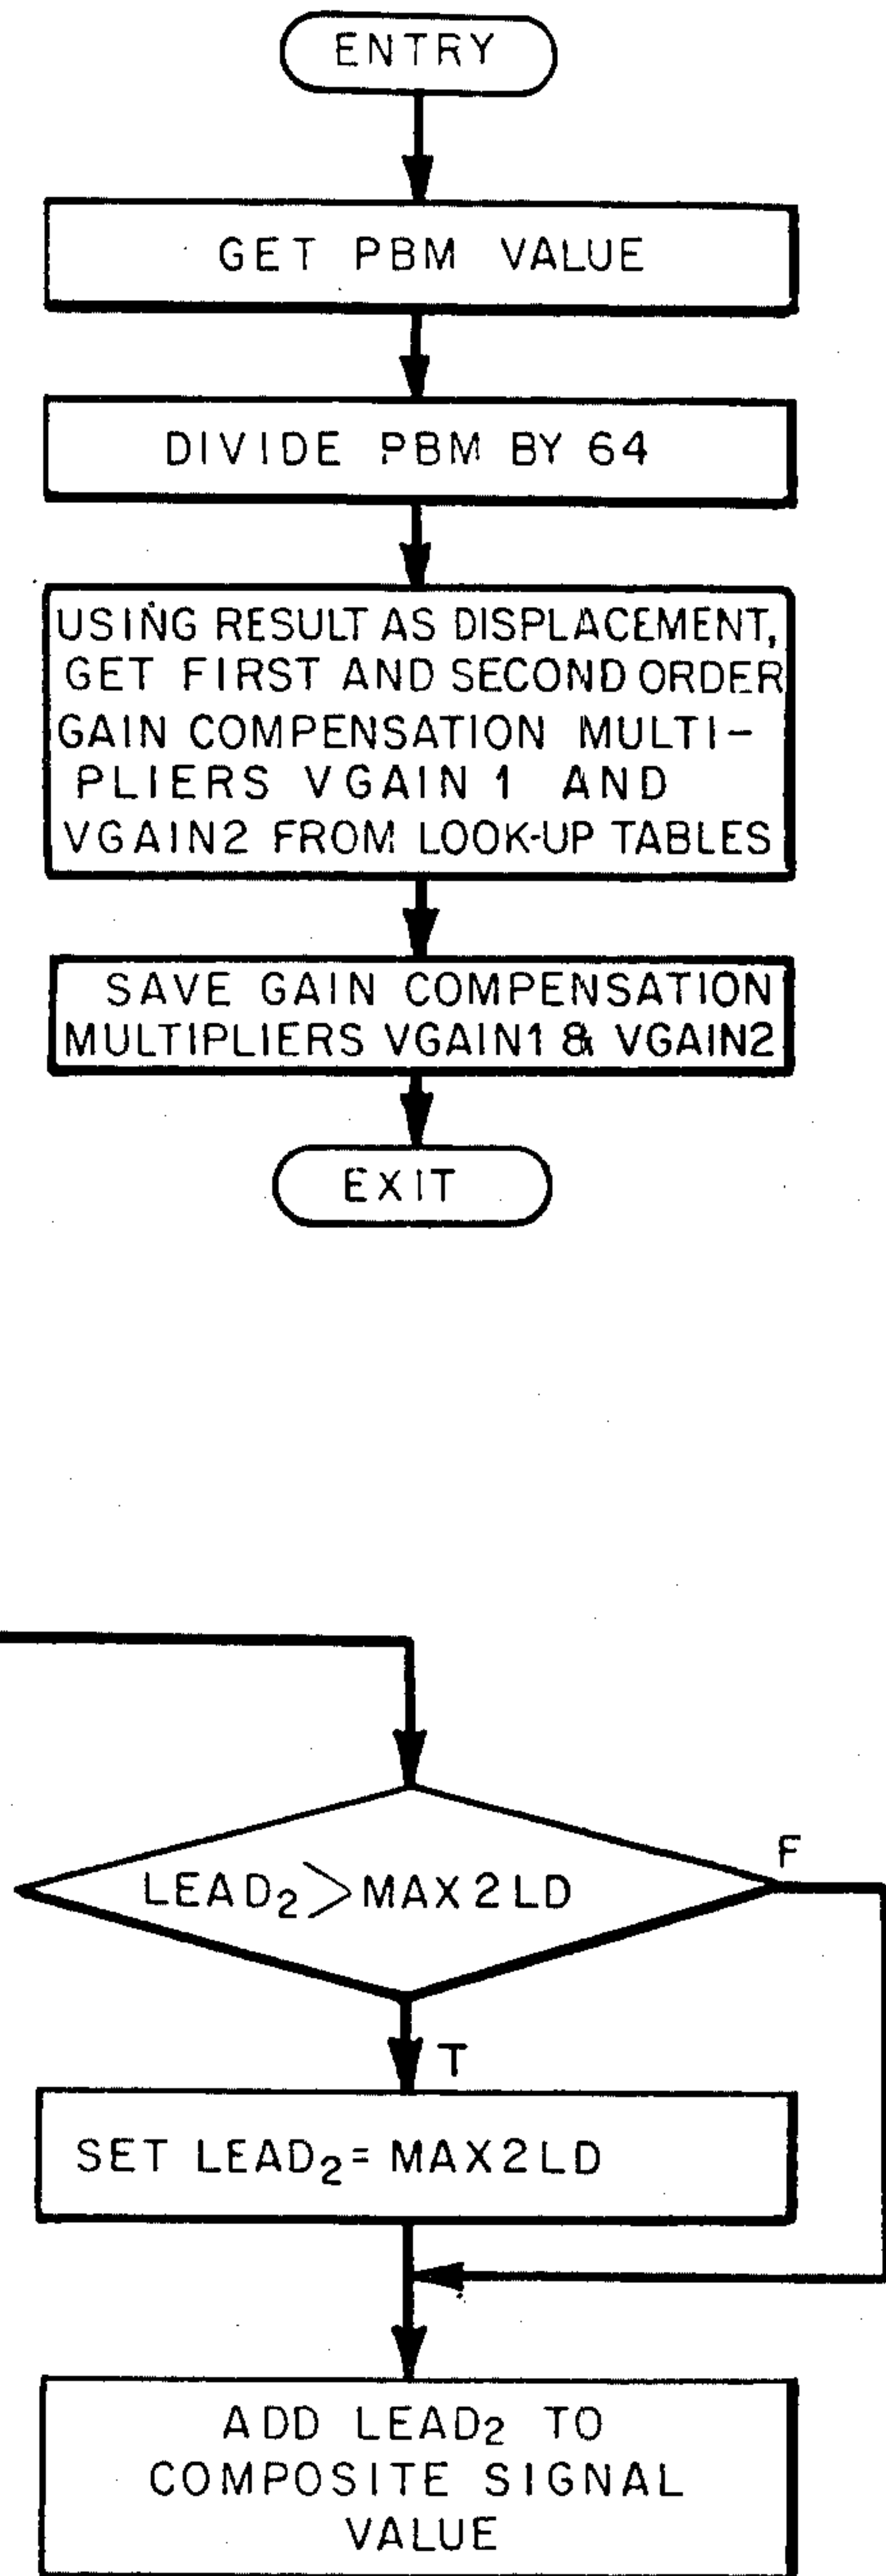 ENTRY
GET PBM VALUE
DIVIDE PBM BY 64
USING RESULT AS DISPLACEMENT,
GET FIRST AND SECOND ORDER
GAIN COMPENSATION MULTI-
PLIERS VGAIN 1 AND
VGAIN2 FROM LOOK-UP TABLES
SAVE GAIN COMPENSATION
MULTIPLIERS VGAIN1 & VGAIN2
EXIT
F
LEAD₂>MAX2LD
T
SET LEAD₂= MAX2LD
ADD LEAD₂ TO
COMPOSITE SIGNAL
VALUE